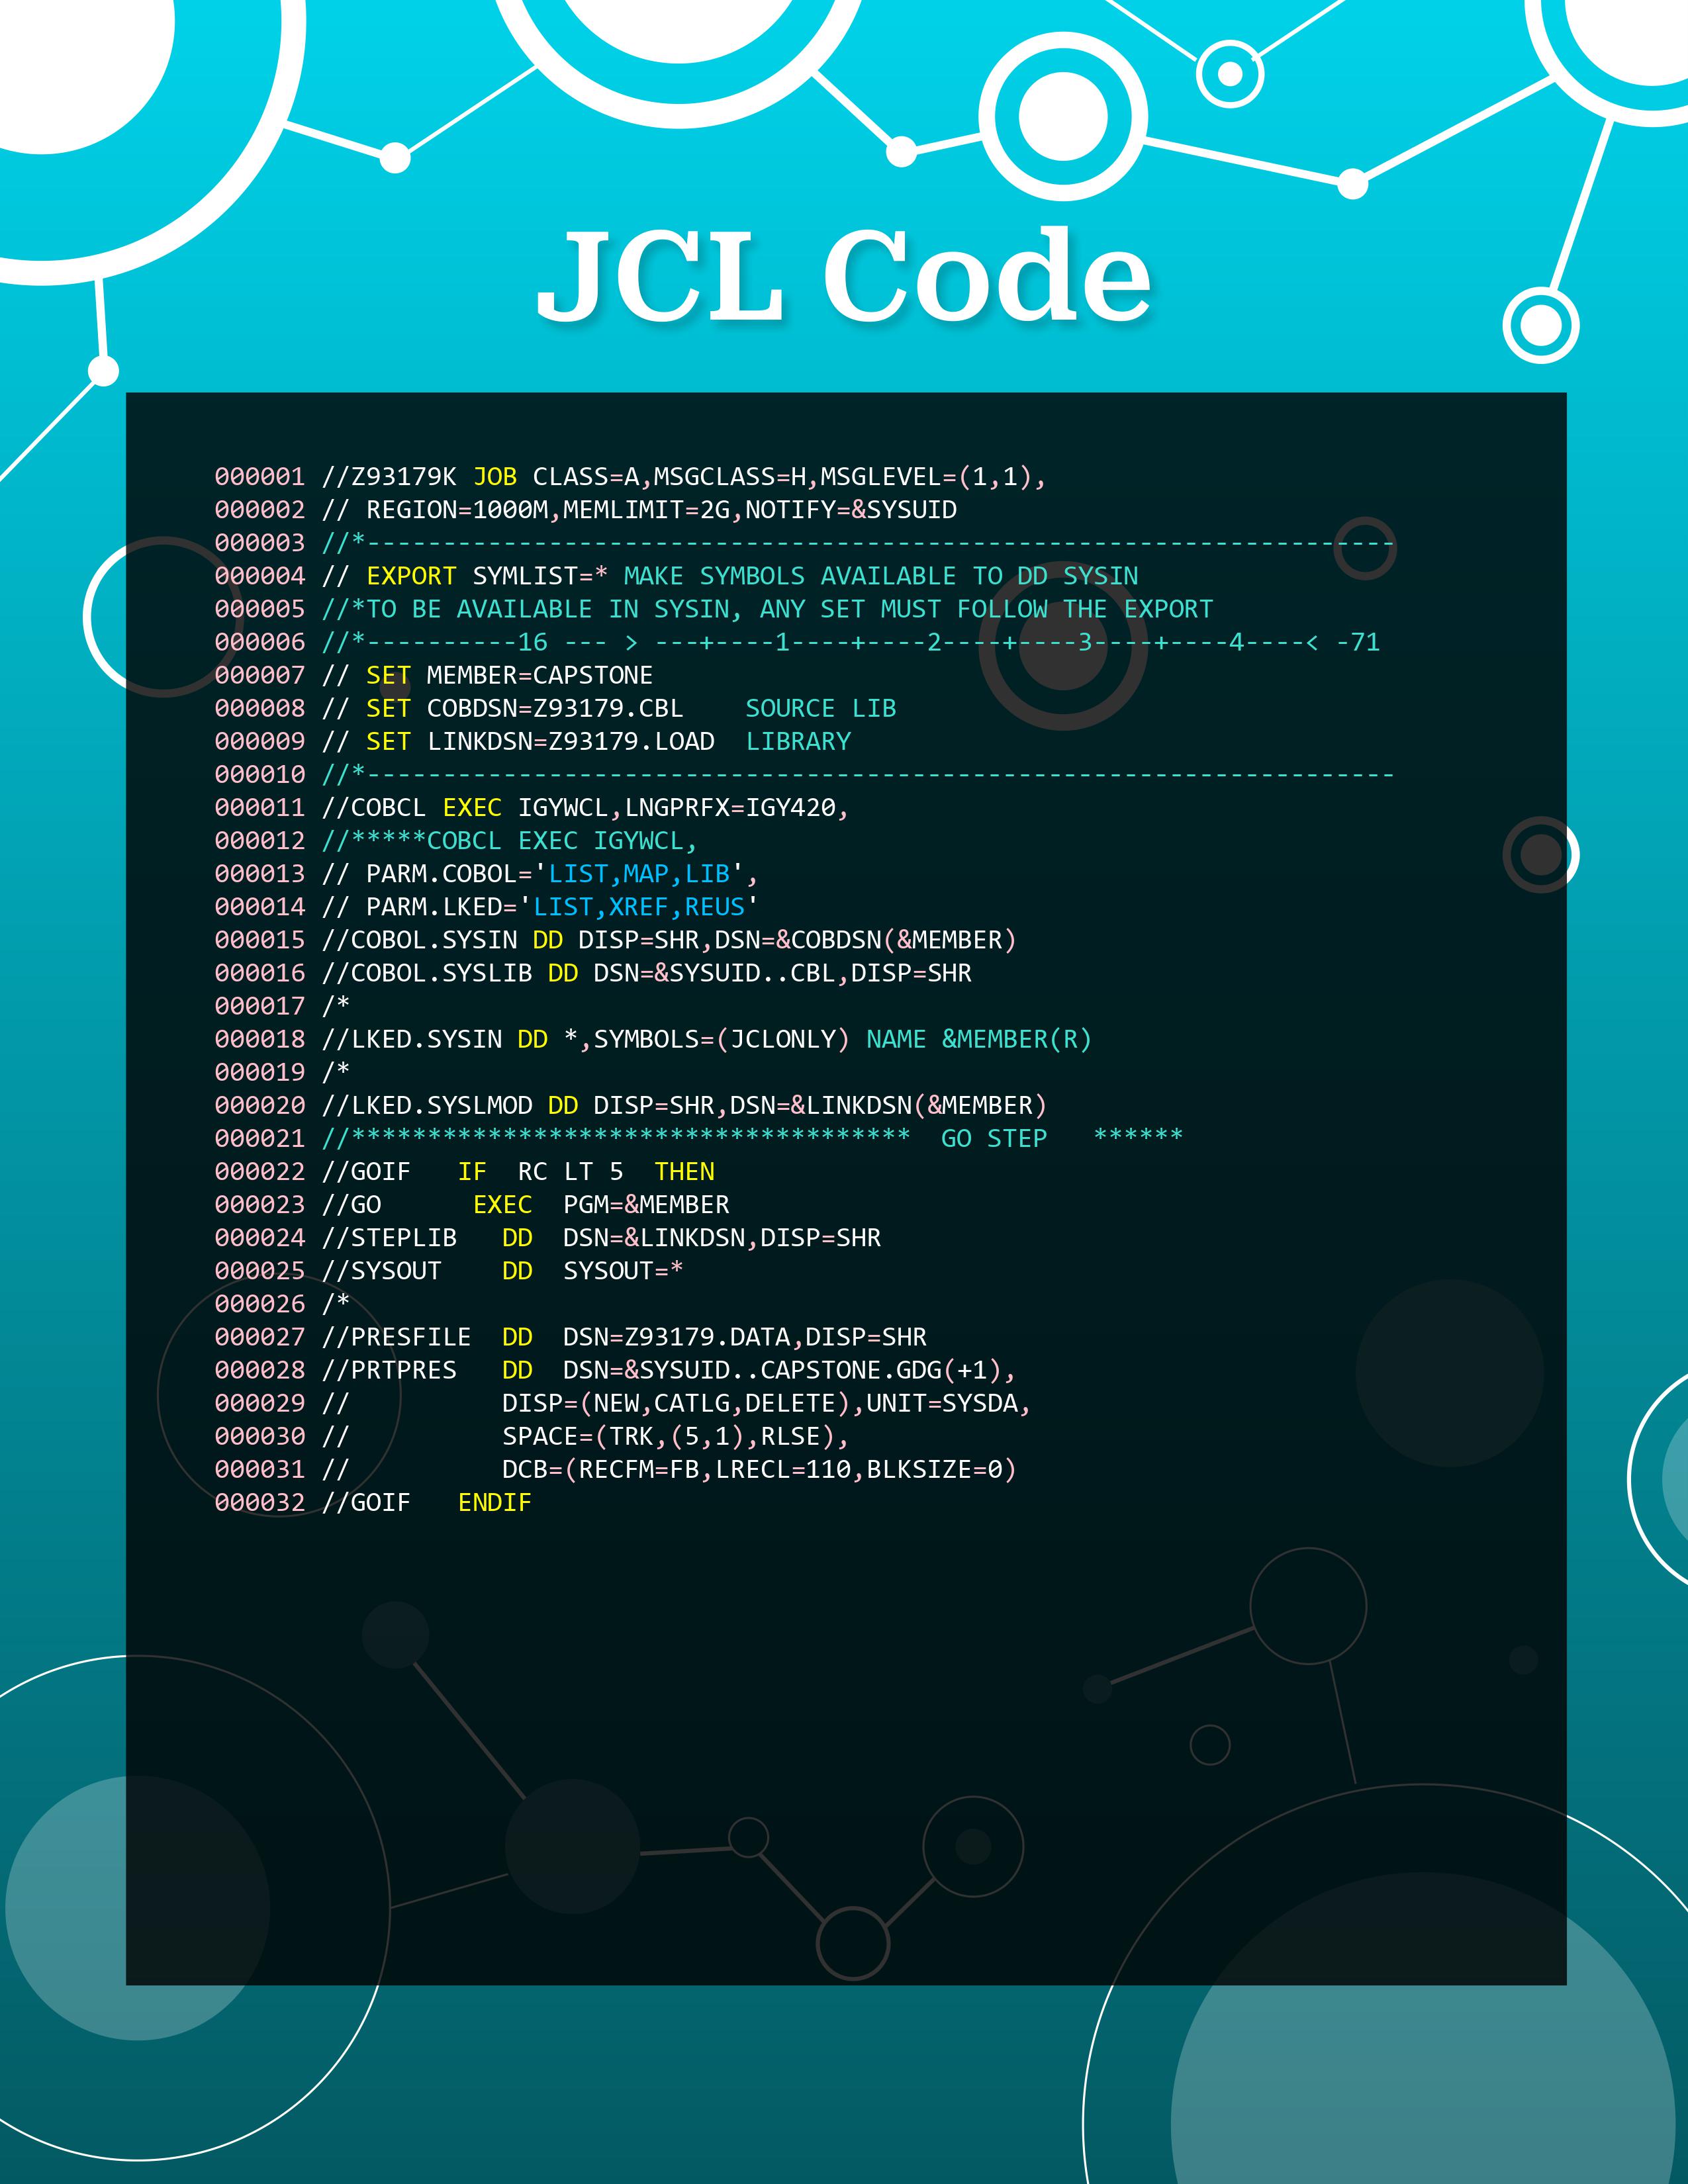 JCL Code
000001 //Z93179K JOB CLASS=A,MSGCLASS=H,MSGLEVEL=(1,1),
000002 // REGION=1000M,MEMLIMIT=2G,NOTIFY=&SYSUID
000003 //*--------------------------------------------------------------------
000004 // EXPORT SYMLIST=* MAKE SYMBOLS AVAILABLE TO DD SYSIN
000005 //*TO BE AVAILABLE IN SYSIN, ANY SET MUST FOLLOW THE EXPORT
000006 //*----------16 --- > ---+----1----+----2----+----3----+----4----< -71
000007 // SET MEMBER=CAPSTONE
000008 // SET COBDSN=Z93179.CBL    SOURCE LIB
000009 // SET LINKDSN=Z93179.LOAD  LIBRARY
000010 //*--------------------------------------------------------------------
000011 //COBCL EXEC IGYWCL,LNGPRFX=IGY420,
000012 //*****COBCL EXEC IGYWCL,
000013 // PARM.COBOL='LIST,MAP,LIB',
000014 // PARM.LKED='LIST,XREF,REUS'
000015 //COBOL.SYSIN DD DISP=SHR,DSN=&COBDSN(&MEMBER)
000016 //COBOL.SYSLIB DD DSN=&SYSUID..CBL,DISP=SHR
000017 /*
000018 //LKED.SYSIN DD *,SYMBOLS=(JCLONLY) NAME &MEMBER(R)
000019 /*
000020 //LKED.SYSLMOD DD DISP=SHR,DSN=&LINKDSN(&MEMBER)
000021 //*************************************  GO STEP   ******
000022 //GOIF   IF  RC LT 5  THEN
000023 //GO      EXEC  PGM=&MEMBER
000024 //STEPLIB   DD  DSN=&LINKDSN,DISP=SHR
000025 //SYSOUT    DD  SYSOUT=*
000026 /*
000027 //PRESFILE  DD  DSN=Z93179.DATA,DISP=SHR
000028 //PRTPRES   DD  DSN=&SYSUID..CAPSTONE.GDG(+1),
000029 //          DISP=(NEW,CATLG,DELETE),UNIT=SYSDA,
000030 //          SPACE=(TRK,(5,1),RLSE),
000031 //          DCB=(RECFM=FB,LRECL=110,BLKSIZE=0)
000032 //GOIF   ENDIF